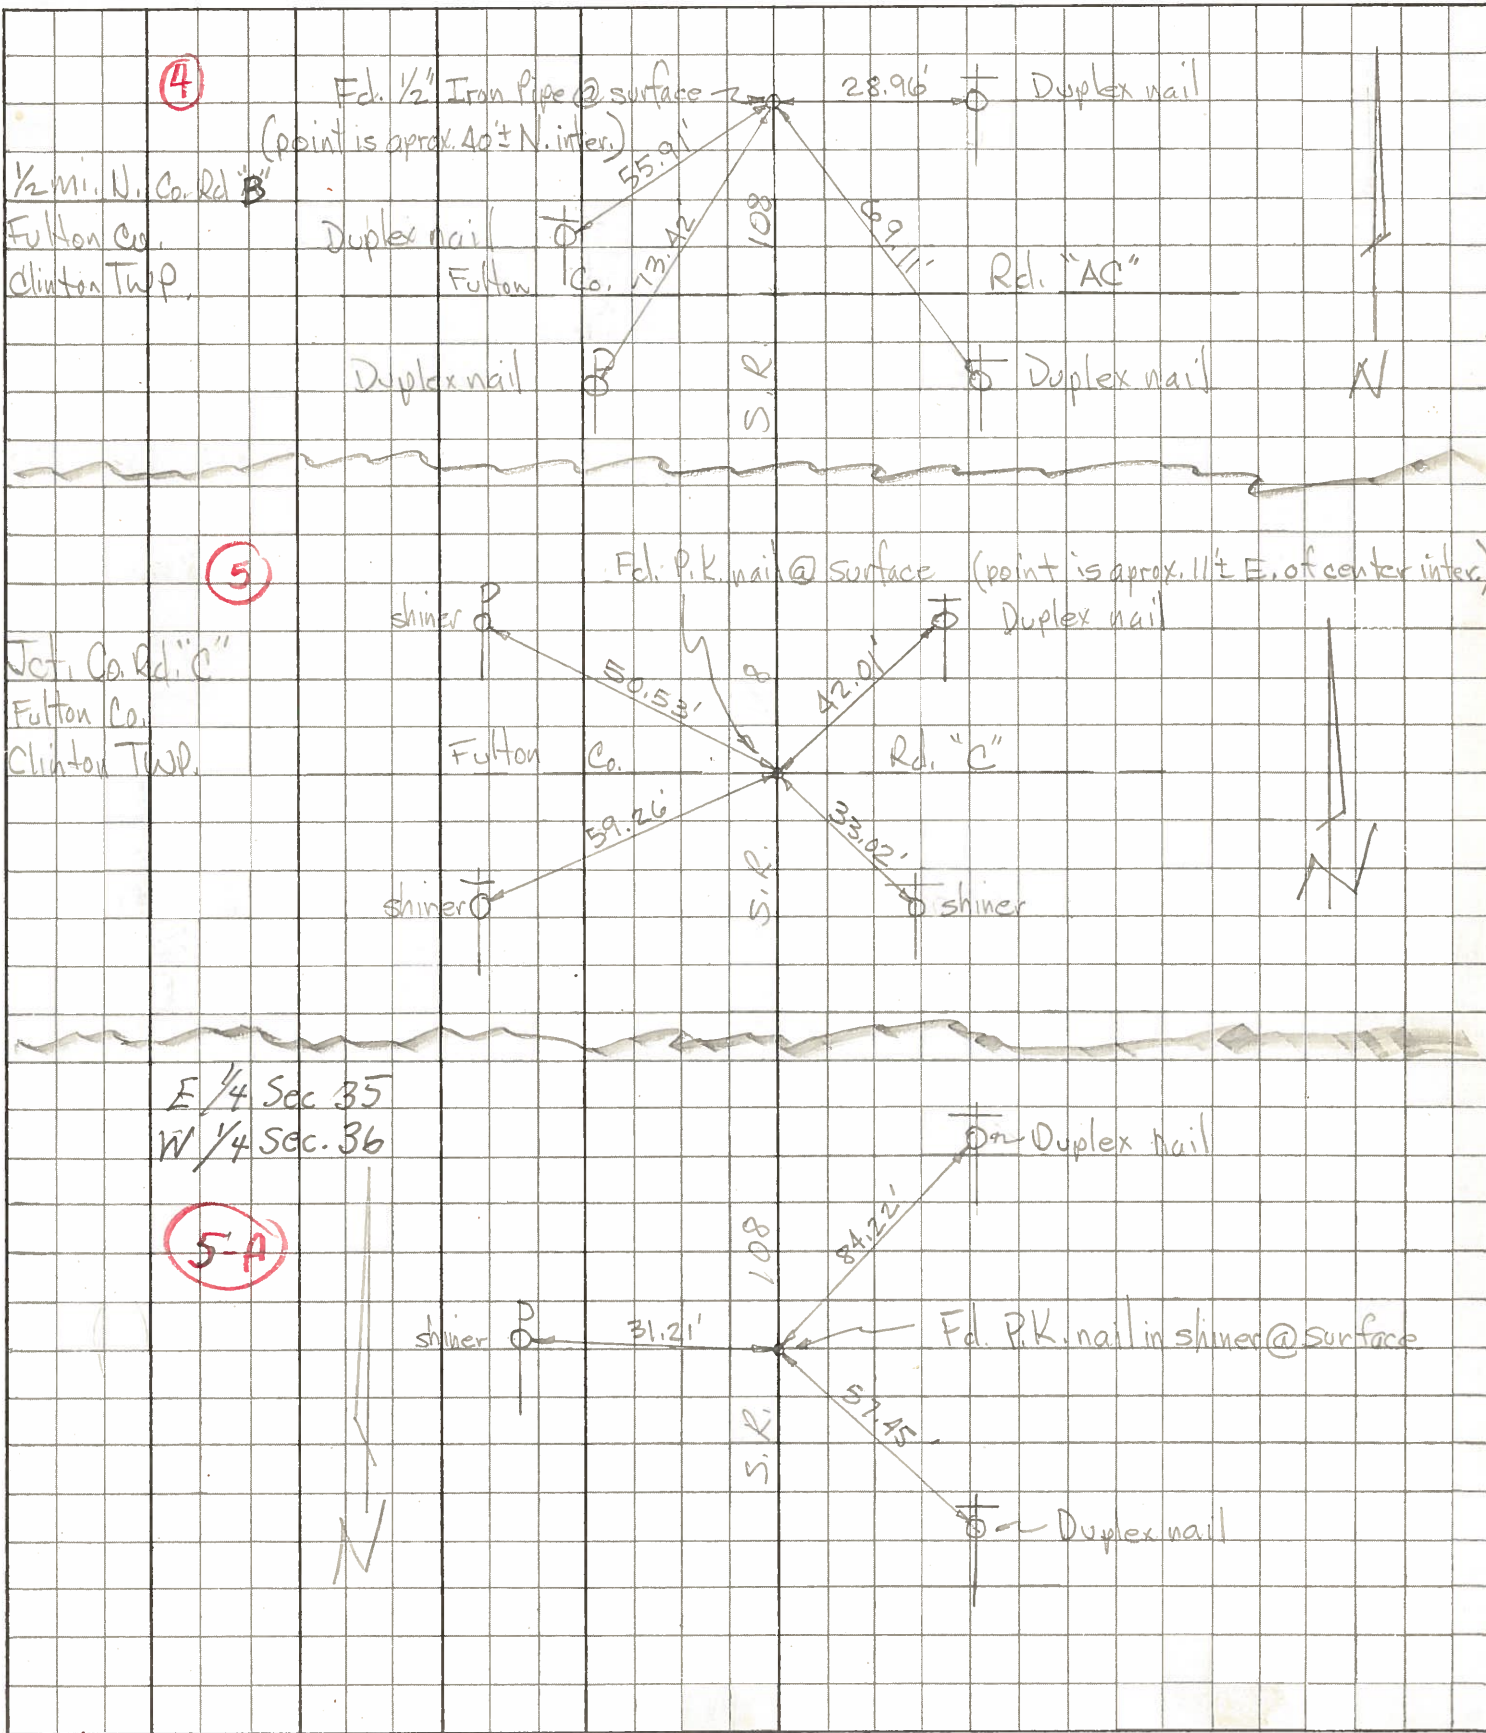 4
Fd. 1/2" Iron Pipe @ surface
(point is aprox. 40'± N. inter.)
28.96'
Duplex nail
1/2 mi. N. Co. Rd "B"
Fulton Co.
Clinton TWP.
55.91'
Duplex nail
69.11'
S. R. 108
Fulton Co. Rd. "AC"
Duplex nail
Duplex nail
N
5
Fd. P.K. nail @ surface (point is aprox. 11'± E. of center inter.)
shiner
Duplex nail
Jct. Co. Rd. "C"
Fulton Co.
Clinton TWP.
50.53'
42.01'
Fulton Co. Rd. "C"
59.26'
33.02'
S. R. 8
shiner
shiner
N
E 1/4 Sec 35
W 1/4 Sec. 36
5-A
Duplex nail
84.22'
S. R. 108
shiner
31.21'
Fd. P.K. nail in shiner @ surface
57.45'
Duplex nail
N